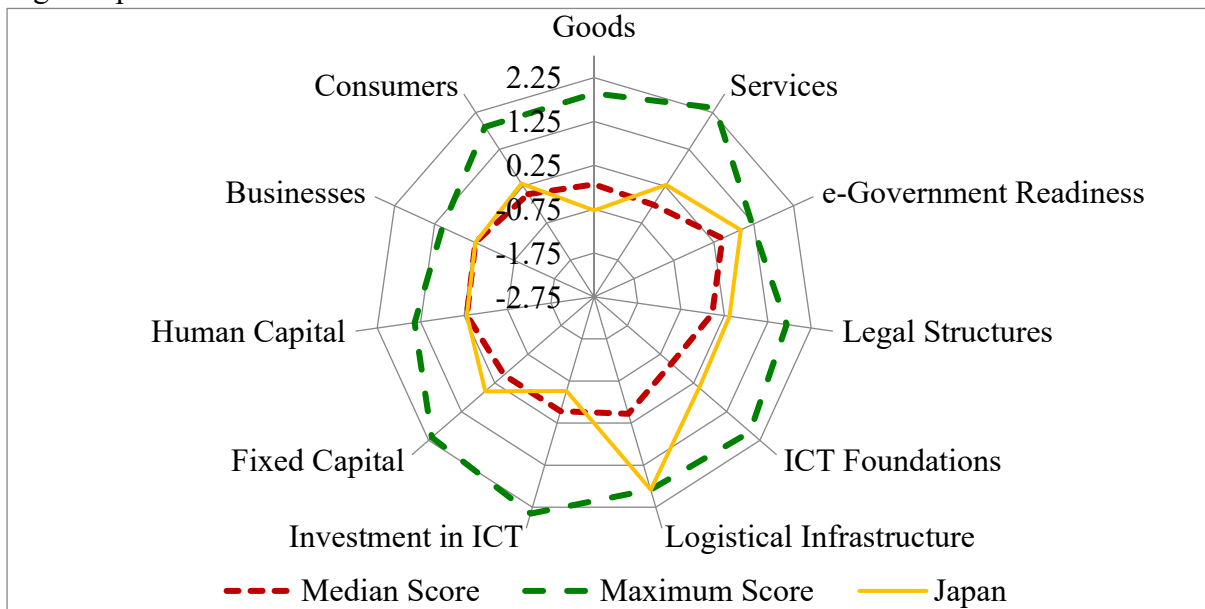 Goods
Consumers
2.25
Services
1.25
Businesses
0.25
e-Government Readiness
-0.75
-1.75
-2.75
Human Capital
Legal Structures
Fixed Capital
ICT Foundations
Investment in ICT
Logistical Infrastructure
Median Score
Maximum Score
Japan